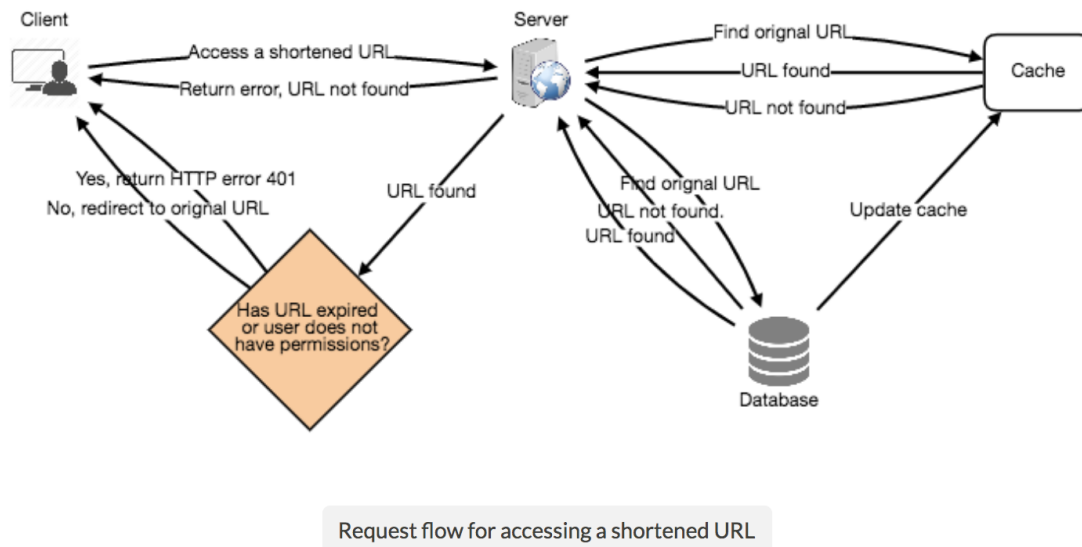 Client
Server
Access a shortened URL
Return error, URL not found
Find orignal URL
URL found
URL not found
Cache
Yes, return HTTP error 401
No, redirect to orignal URL
URL found
Find orignal URL
URL not found.
URL found
Update cache
Has URL expired
or user does not
have permissions?
Database
Request flow for accessing a shortened URL